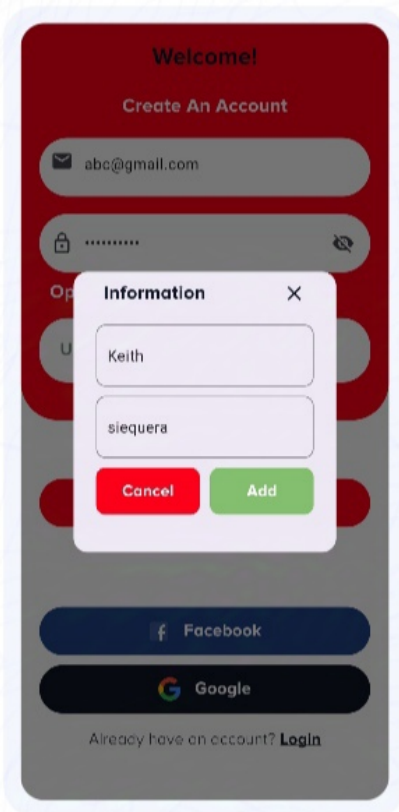 Welcome!
Create An Account
abc@gmail.com
Op
Information
U
Keith
siequera
Cancel
Add
Facebook
Google
Already have an account? Login